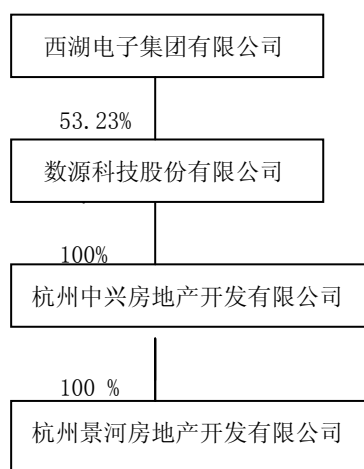 西湖电子集团有限公司
53.23%
数源科技股份有限公司
100%
杭州中兴房地产开发有限公司
100 %
杭州景河房地产开发有限公司